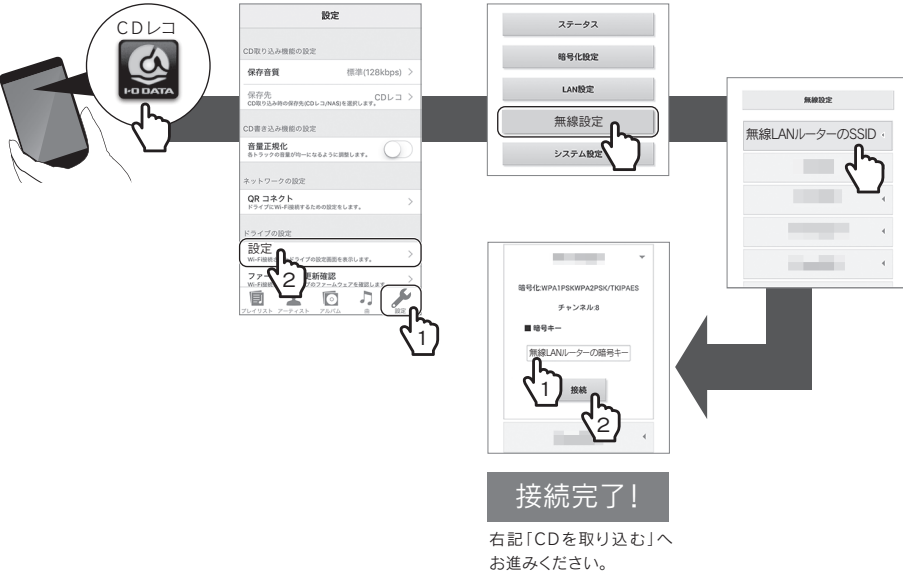 CDレコ
I-O DATA
設定
CD取り込み機能の設定
保存音質 標準(128kbps)
保存先 CDレコ
CD取り込み時の保存先(CDレコ/NAS)を選択します。
CD書き込み機能の設定
音量正規化
各トラックの音量が均一になるように調整します。
ネットワークの設定
QR コネクト
ドライブにWi-Fi接続するための設定をします。
ドライブの設定
設定
Wi-Fi接続 ドライブの設定画面を表示します。
2
ファー 更新確認
Wi-Fi接続 ブのファームウェアを確認しま
プレイリスト アーティスト アルバム 曲 設定
1
ステータス
暗号化設定
LAN設定
無線設定
システム設定
無線設定
無線LANルーターのSSID
暗号化:WPA1PSKWPA2PSK/TKIPAES
チャンネル:8
■ 暗号キー
無線LANルーターの暗号キー
1
接続
2
接続完了!
右記「CDを取り込む」へ
お進みください。